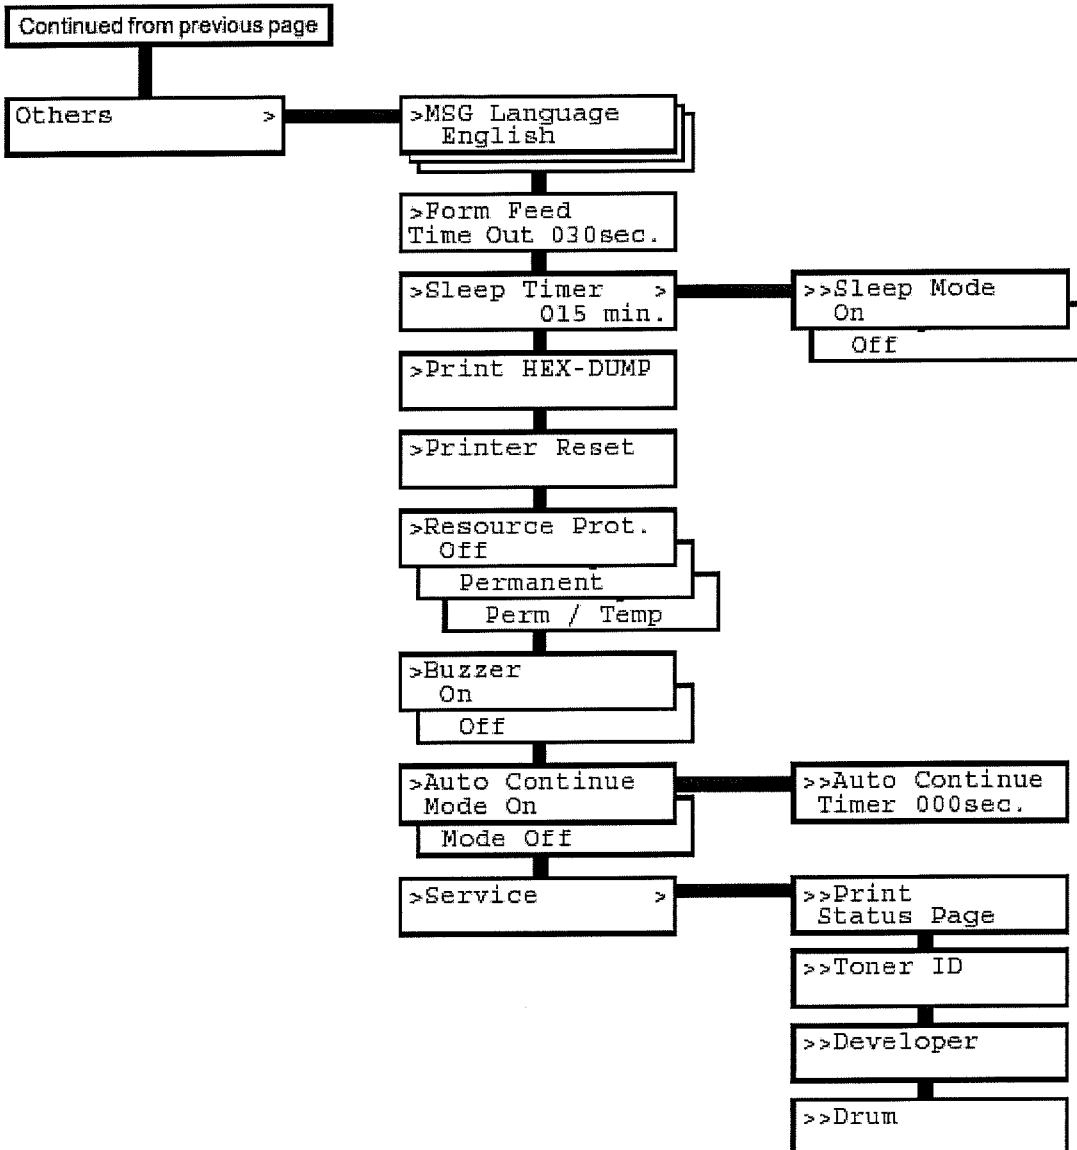 Continued from previous page
Others >
>MSG Language
English
>Form Feed
Time Out 030sec.
>Sleep Timer >
015 min.
>>Sleep Mode
On
Off
>Print HEX-DUMP
>Printer Reset
>Resource Prot.
Off
Permanent
Perm / Temp
>Buzzer
On
Off
>Auto Continue
Mode On
Mode Off
>>Auto Continue
Timer 000sec.
>Service >
>>Print
Status Page
>>Toner ID
>>Developer
>>Drum